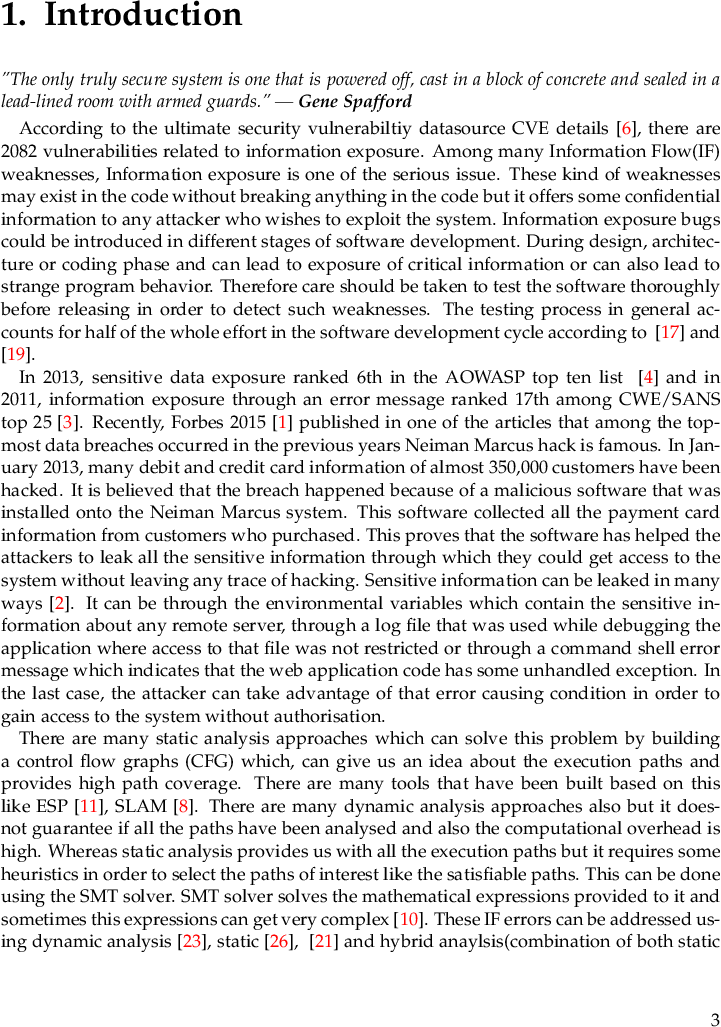 1. Introduction
”The only truly secure system is one that is powered off, cast in a block of concrete and sealed in a
lead-lined room with armed guards.” — Gene Spafford
According to the ultimate security vulnerabiltiy datasource CVE details [6], there are
2082 vulnerabilities related to information exposure. Among many Information Flow(IF)
weaknesses, Information exposure is one of the serious issue. These kind of weaknesses
may exist in the code without breaking anything in the code but it offers some confidential
information to any attacker who wishes to exploit the system. Information exposure bugs
could be introduced in different stages of software development. During design, architec-
ture or coding phase and can lead to exposure of critical information or can also lead to
strange program behavior. Therefore care should be taken to test the software thoroughly
before releasing in order to detect such weaknesses. The testing process in general ac-
counts for half of the whole effort in the software development cycle according to [17] and
[19].
In 2013, sensitive data exposure ranked 6th in the AOWASP top ten list [4] and in
2011, information exposure through an error message ranked 17th among CWE/SANS
top 25 [3]. Recently, Forbes 2015 [1] published in one of the articles that among the top-
most data breaches occurred in the previous years Neiman Marcus hack is famous. In Jan-
uary 2013, many debit and credit card information of almost 350,000 customers have been
hacked. It is believed that the breach happened because of a malicious software that was
installed onto the Neiman Marcus system. This software collected all the payment card
information from customers who purchased. This proves that the software has helped the
attackers to leak all the sensitive information through which they could get access to the
system without leaving any trace of hacking. Sensitive information can be leaked in many
ways [2]. It can be through the environmental variables which contain the sensitive in-
formation about any remote server, through a log file that was used while debugging the
application where access to that file was not restricted or through a command shell error
message which indicates that the web application code has some unhandled exception. In
the last case, the attacker can take advantage of that error causing condition in order to
gain access to the system without authorisation.
There are many static analysis approaches which can solve this problem by building
a control flow graphs (CFG) which, can give us an idea about the execution paths and
provides high path coverage. There are many tools that have been built based on this
like ESP [11], SLAM [8]. There are many dynamic analysis approaches also but it does-
not guarantee if all the paths have been analysed and also the computational overhead is
high. Whereas static analysis provides us with all the execution paths but it requires some
heuristics in order to select the paths of interest like the satisfiable paths. This can be done
using the SMT solver. SMT solver solves the mathematical expressions provided to it and
sometimes this expressions can get very complex [10]. These IF errors can be addressed us-
ing dynamic analysis [23], static [26], [21] and hybrid anaylsis(combination of both static
3